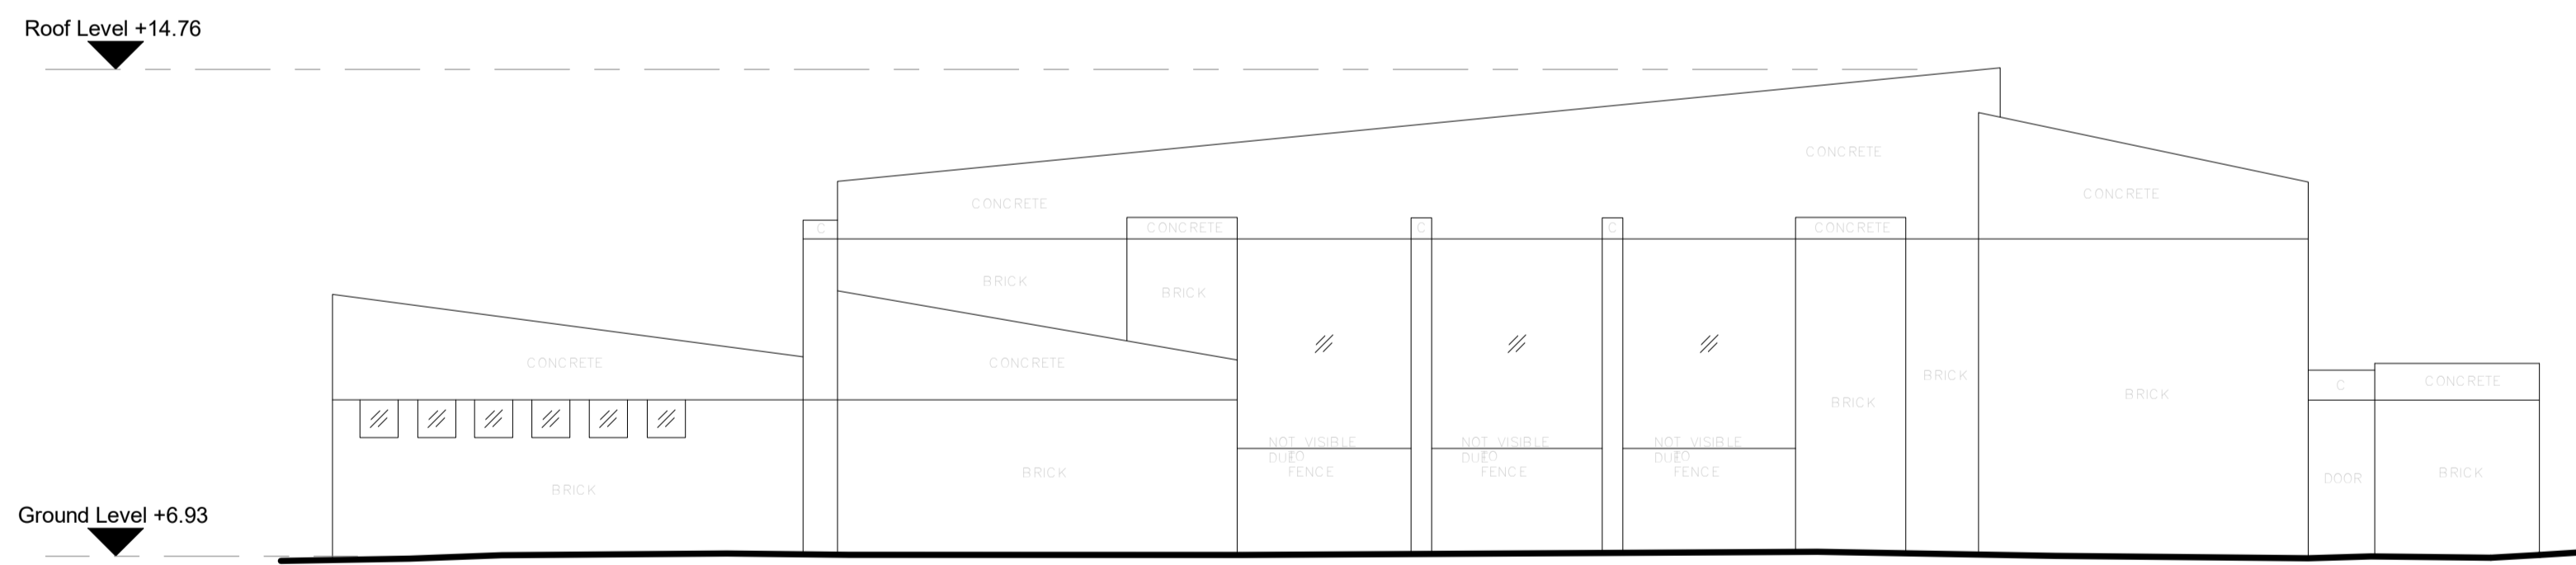 Roof Level +14.76
CONCRETE
CONCRETE
CONCRETE
C
CONCRETE
C
C
CONCRETE
BRICK
BRICK
CONCRETE
CONCRETE
BRICK
BRICK
BRICK
C
CONCRETE
NOT VISIBLE
DUE TO
FENCE
NOT VISIBLE
DUE TO
FENCE
NOT VISIBLE
DUE TO
FENCE
BRICK
BRICK
DOOR
BRICK
Ground Level +6.93